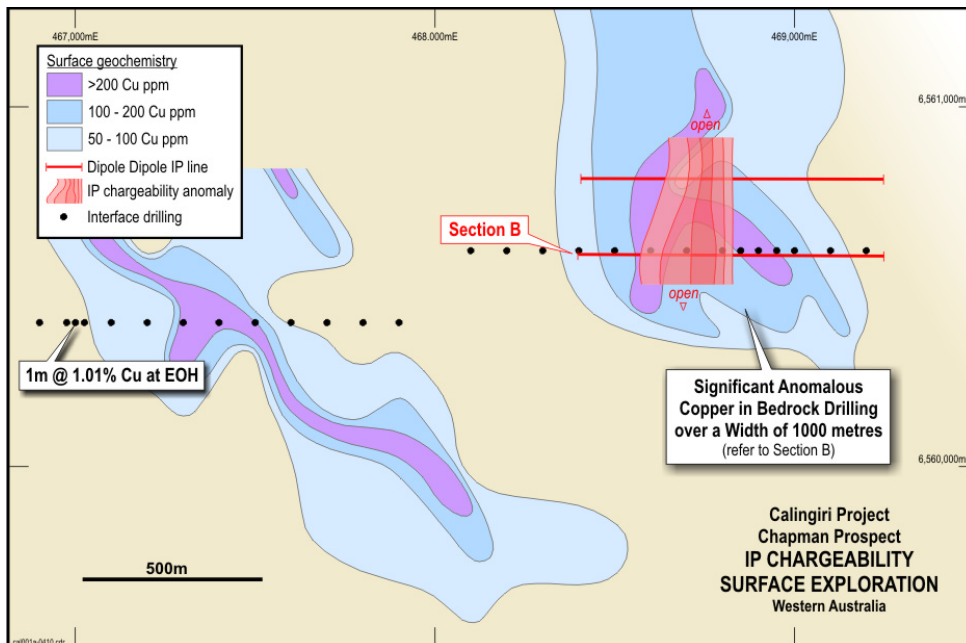 467,000mE
468,000mE
469,000mE
Surface geochemistry
>200 Cu ppm
100 - 200 Cu ppm
50 - 100 Cu ppm
Dipole Dipole IP line
IP chargeability anomaly
Interface drilling
6,561,000m
open
Section B
open
1m @ 1.01% Cu at EOH
Significant Anomalous
Copper in Bedrock Drilling
over a Width of 1000 metres
(refer to Section B)
6,560,000m
500m
Calingiri Project
Chapman Prospect
IP CHARGEABILITY
SURFACE EXPLORATION
Western Australia